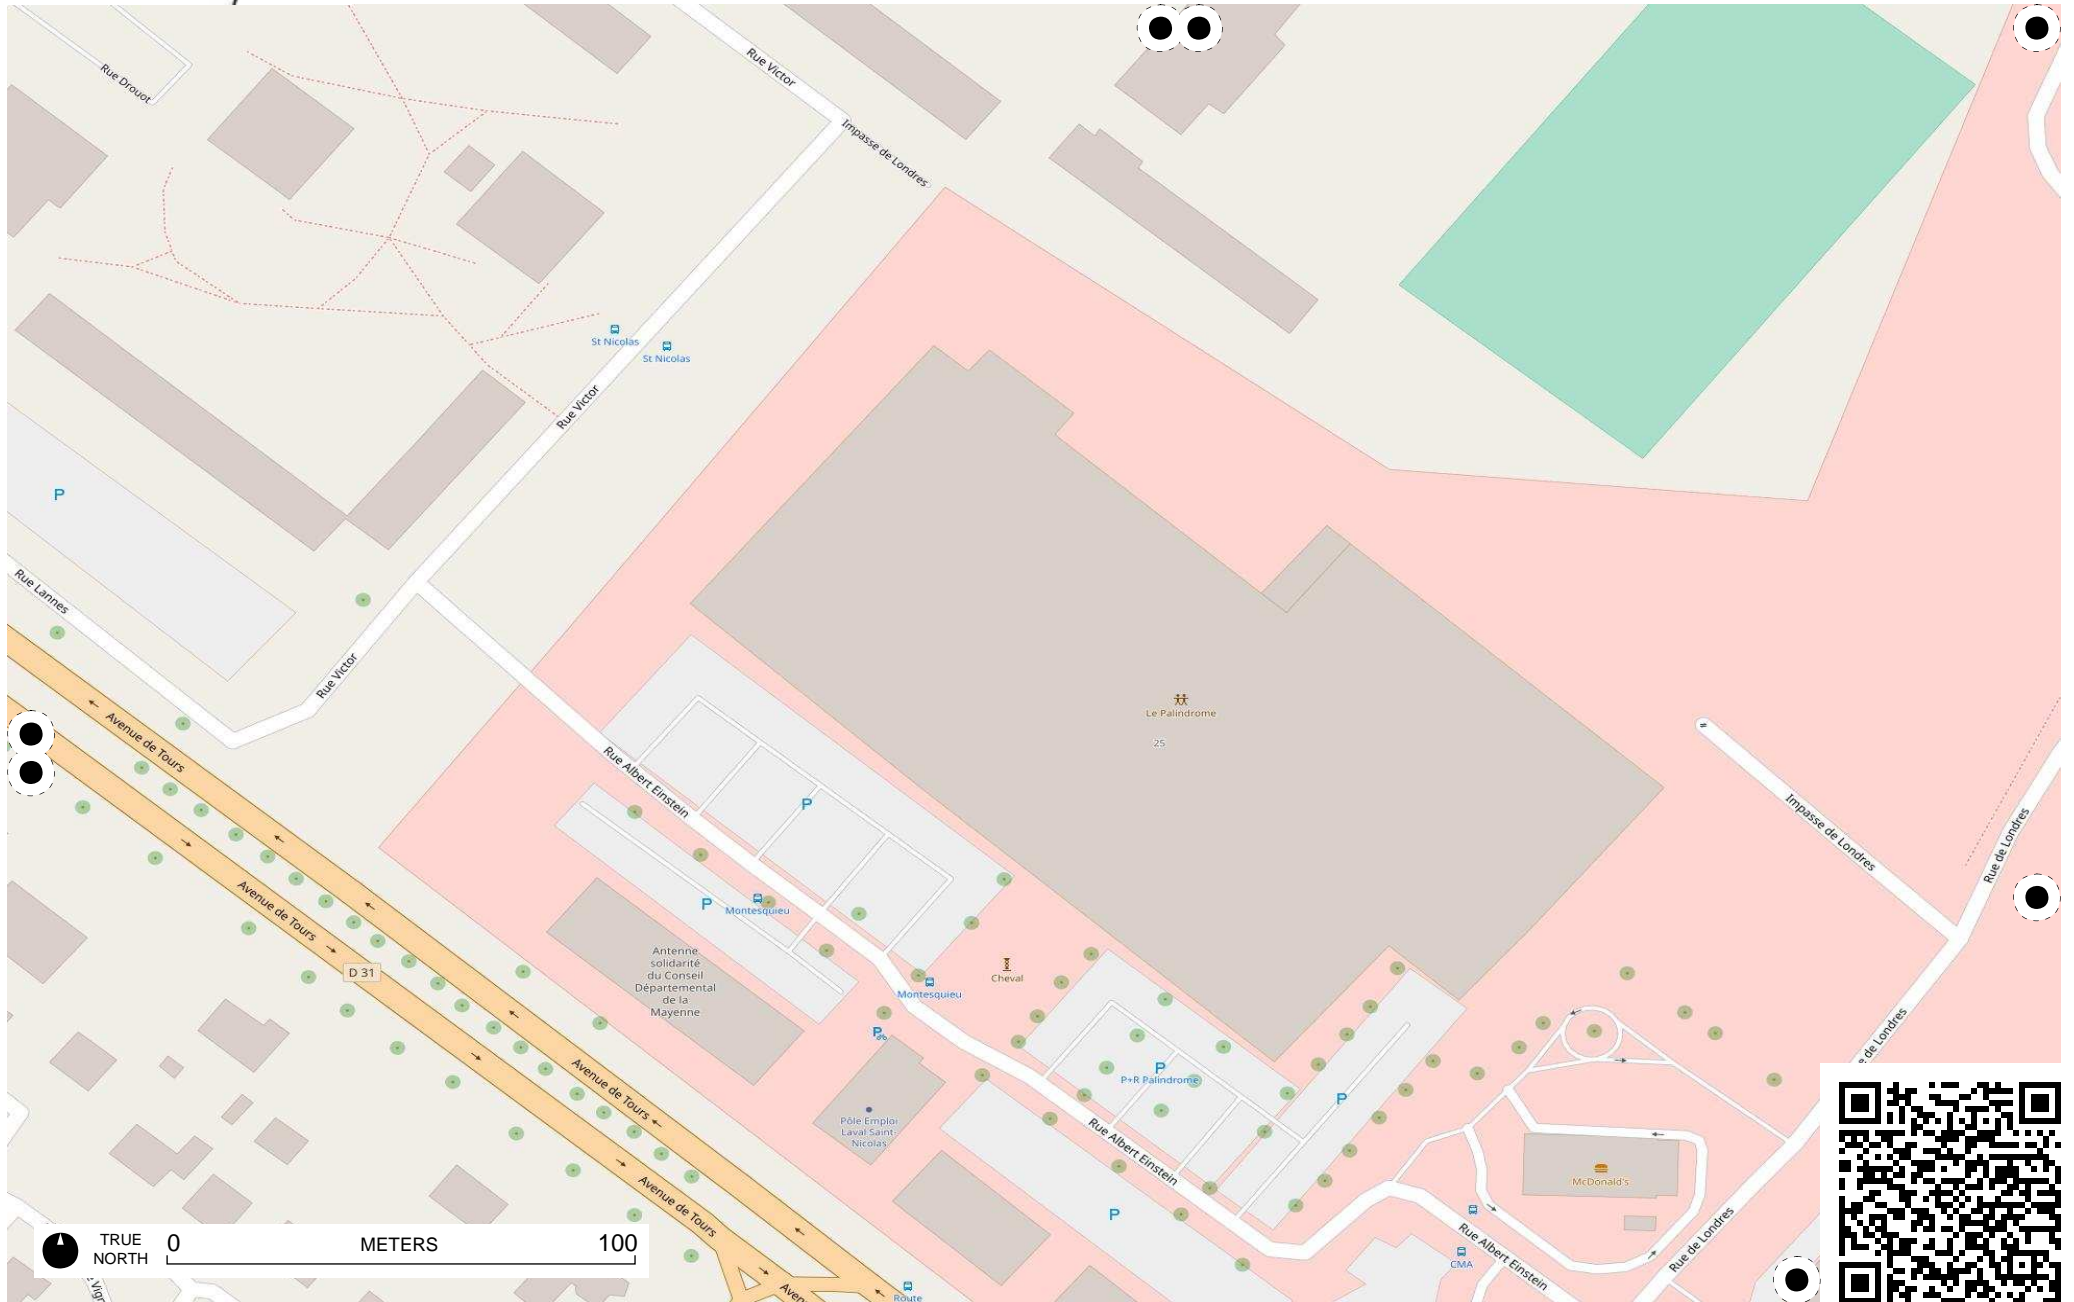 Rue Drouot
Rue Victor
Impasse de Londres
St Nicolas
St Nicolas
Rue Victor
P
Rue Lannes
Rue Victor
Avenue de Tours
Le Palindrome
25
Rue Albert Einstein
P
Impasse de Londres
Rue de Londres
Avenue de Tours
P
Montesquieu
D 31
Antenne
solidarité
du Conseil
Départemental
de la
Mayenne
Cheval
Montesquieu
P
Avenue de Tours
P
P+R Palindrome
P
e de Londres
Pôle Emploi
Laval Saint-
Nicolas
Rue Albert Einstein
McDonald's
Avenue de Tours
P
Rue de Londres
Rue Albert Einstein
CMA
TRUE
NORTH
0 METERS 100
Aven
Route